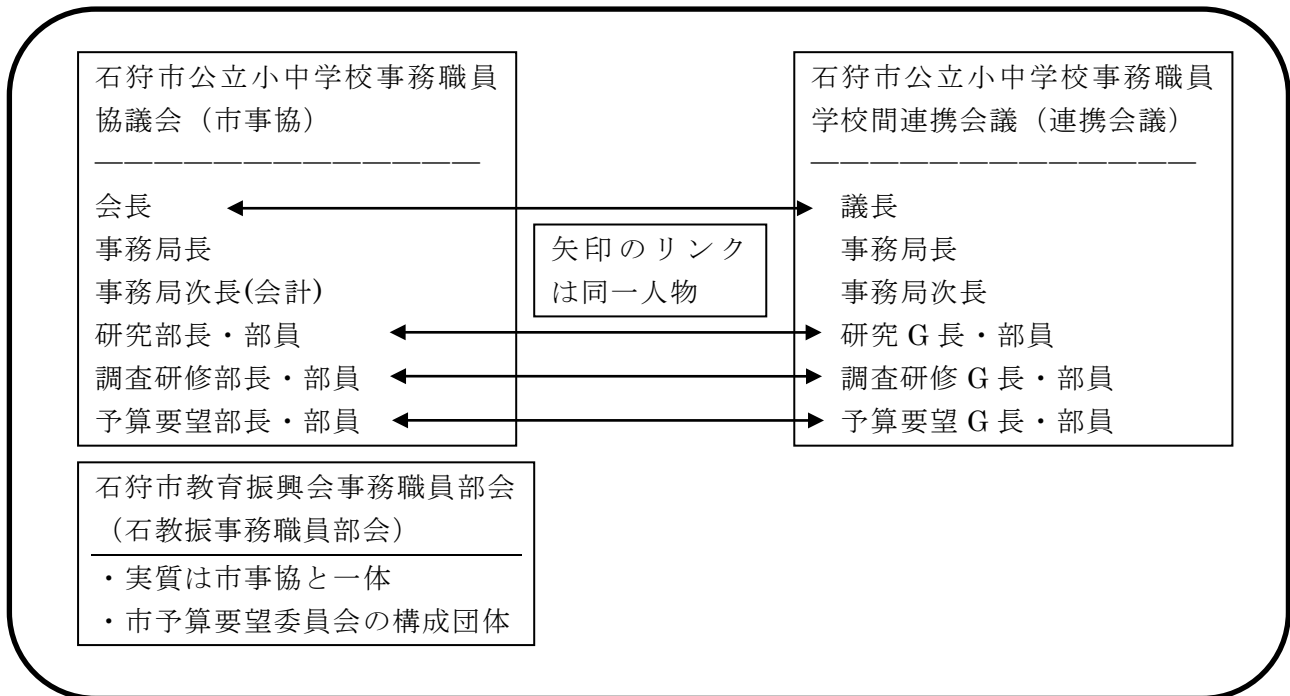 石狩市公立小中学校事務職員
協議会（市事協）
―――――――――――――
会長
事務局長
事務局次長(会計)
研究部長・部員
調査研修部長・部員
予算要望部長・部員
矢印のリンク
は同一人物
石狩市公立小中学校事務職員
学校間連携会議（連携会議）
―――――――――――――
議長
事務局長
事務局次長
研究 G 長・部員
調査研修 G 長・部員
予算要望 G 長・部員
石狩市教育振興会事務職員部会
（石教振事務職員部会）
・実質は市事協と一体
・市予算要望委員会の構成団体